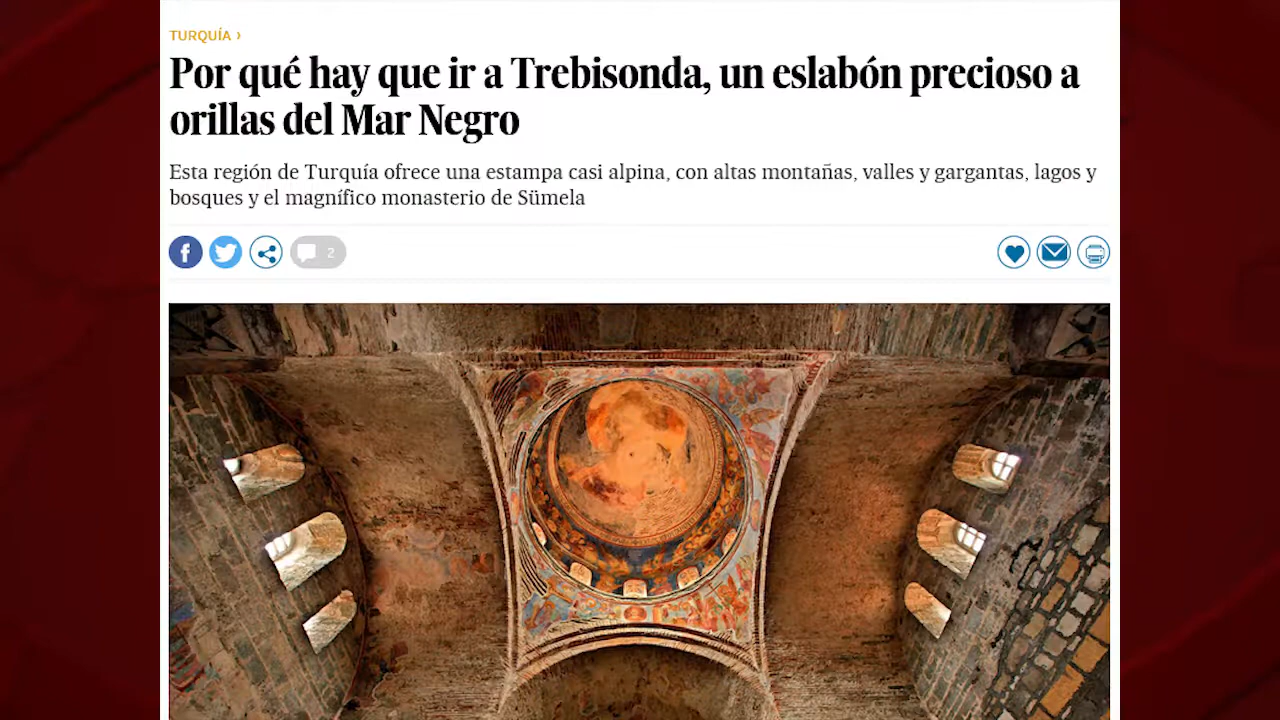 TURQUÍA ›
Por qué hay que ir a Trebisonda, un eslabón precioso a
orillas del Mar Negro
Esta región de Turquía ofrece una estampa casi alpina, con altas montañas, valles y gargantas, lagos y
bosques y el magnífico monasterio de Sümela
2